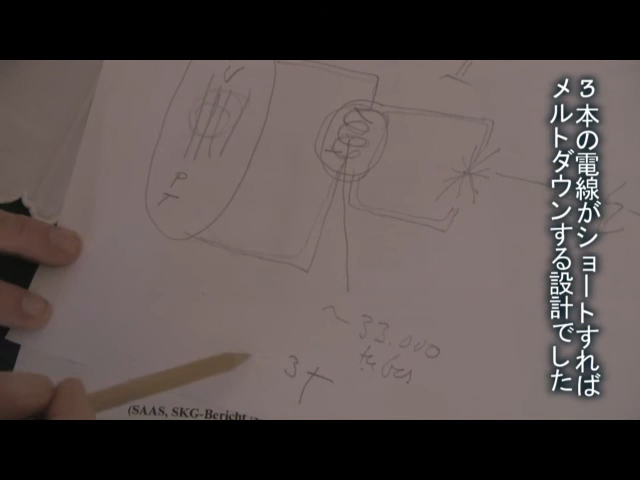 3本の電線がショートすれば
メルトダウンする設計でした
P
T
~33.000
tubes
3
(SAAS, SKG-Bericht